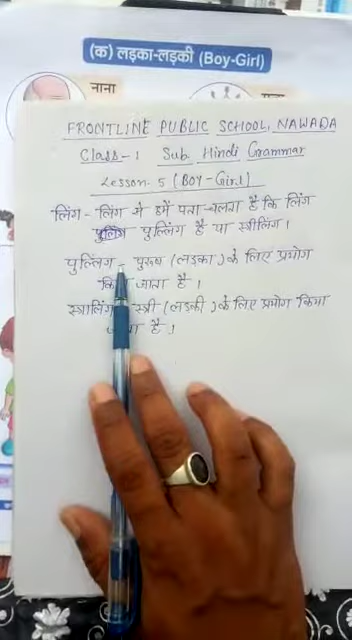 (क) लड़का-लड़की (Boy-Girl)
नाना
FRONTLINE PUBLIC SCHOOL, NAWADA
Class-1 Sub. Hindi Grammar
Lesson. 5 (BOY-Girl)
लिंग - लिंग से हमें पता चलता है कि लिंग
पुल्लिंग है या स्त्रीलिंग।
पुल्लिंग - पुरुष (लड़का) के लिए प्रयोग
जाता है।
स्त्रीलिंग - स्त्री (लड़की) के लिए प्रयोग किया
है।